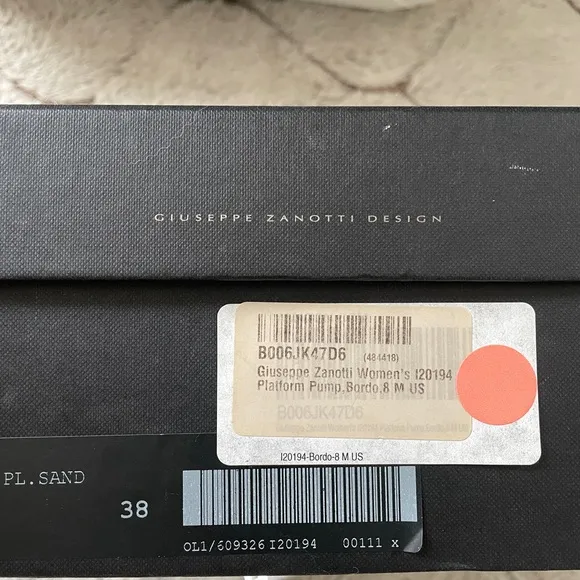 GIUSEPPE ZANOTTI DESIGN
B006JK47D6 (484418)
Giuseppe Zanotti Women's I20194
Platform Pump,Bordo,8 M US
B006JK47D6
I20194-Bordo-8 M US
PL.SAND
38
OL1/609326 I20194 00111 x